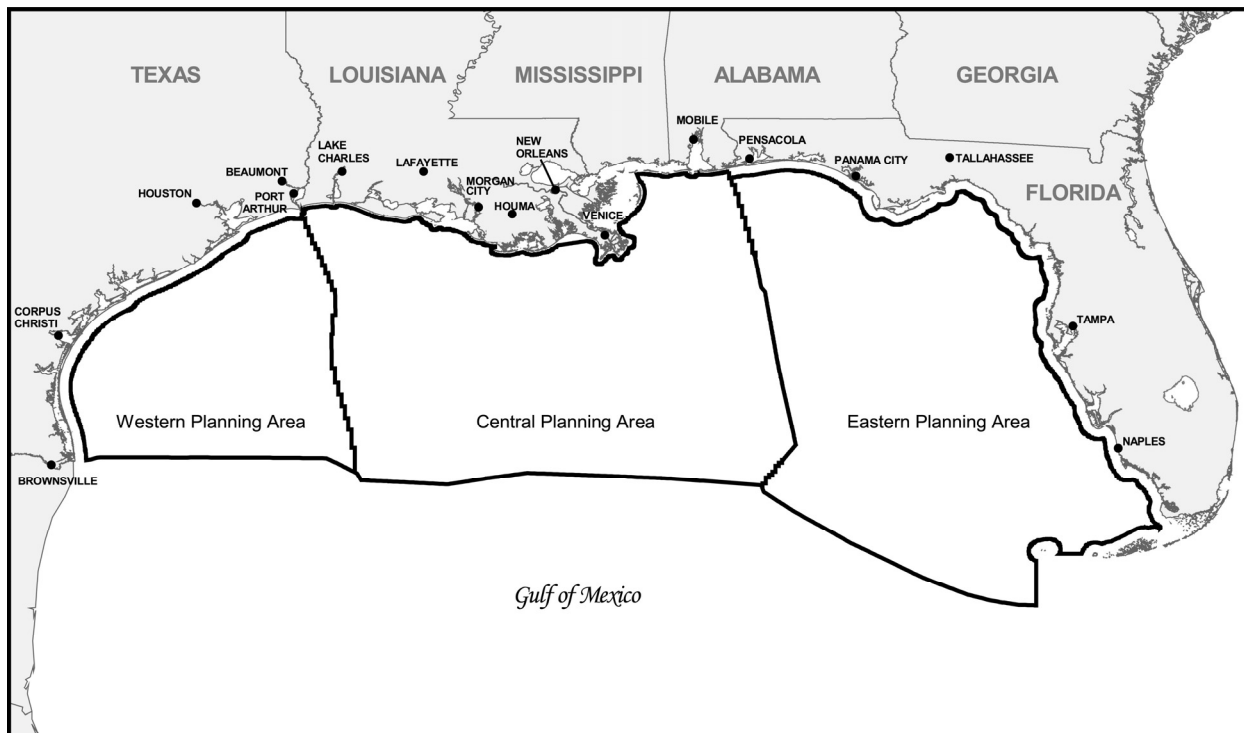 TEXAS
LOUISIANA
MISSISSIPPI
ALABAMA
GEORGIA
MOBILE
PENSACOLA
LAKE
CHARLES
LAFAYETTE
NEW
ORLEANS
PANAMA CITY
TALLAHASSEE
BEAUMONT
MORGAN
CITY
HOUSTON
PORT
ARTHUR
HOUMA
FLORIDA
VENICE
CORPUS
CHRISTI
TAMPA
Western Planning Area
Central Planning Area
Eastern Planning Area
NAPLES
BROWNSVILLE
Gulf of Mexico